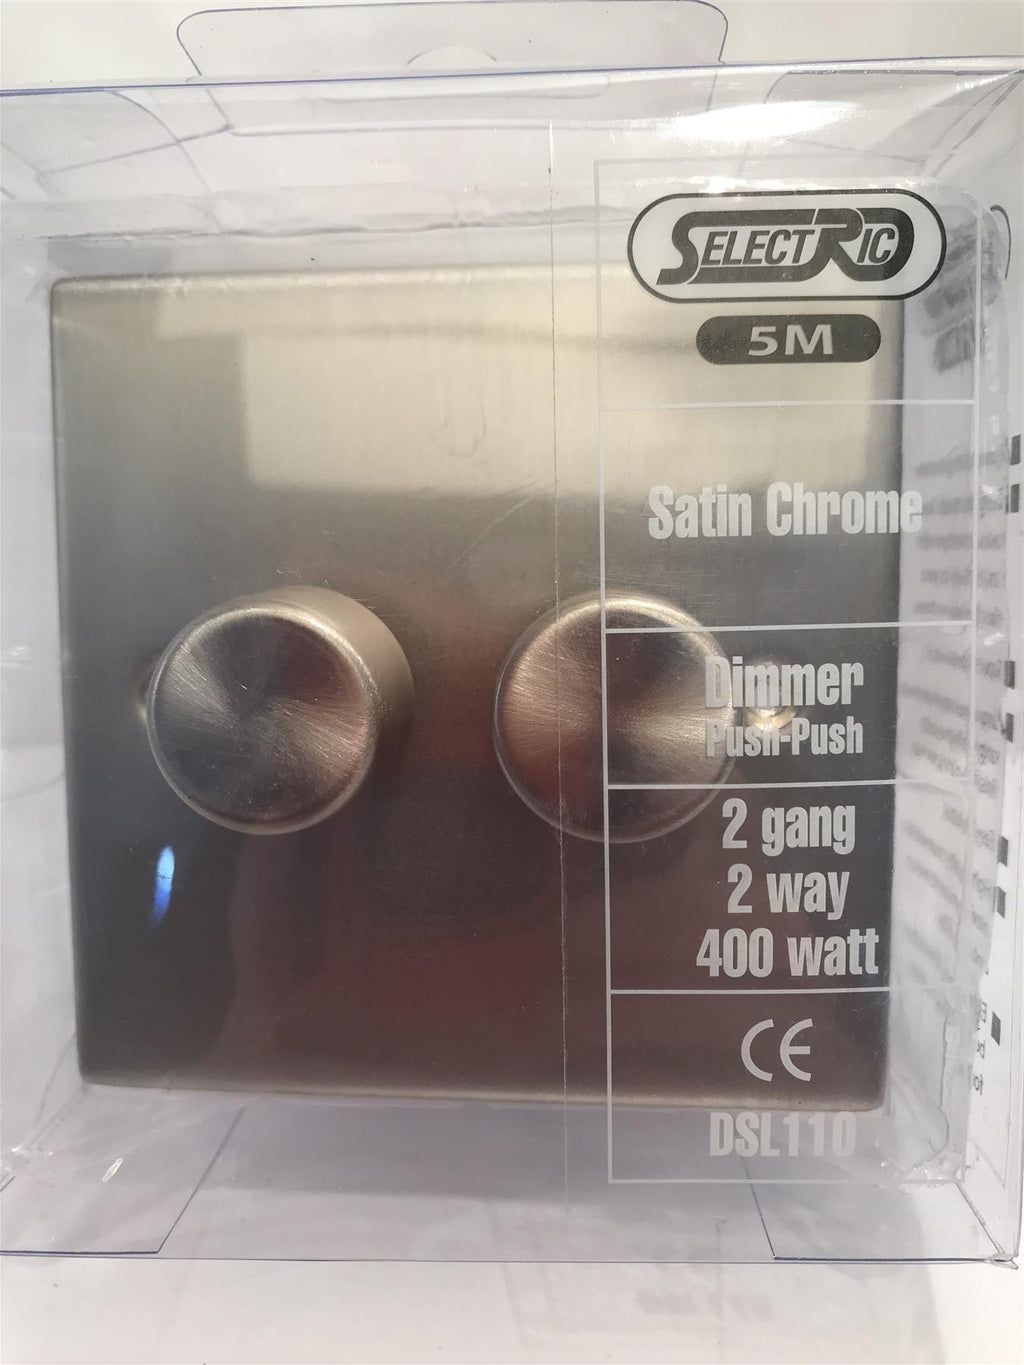 SELECTRIC
5M
Satin Chrome
Dimmer
Push-Push
2 gang
2 way
400 watt
CE
DSL110